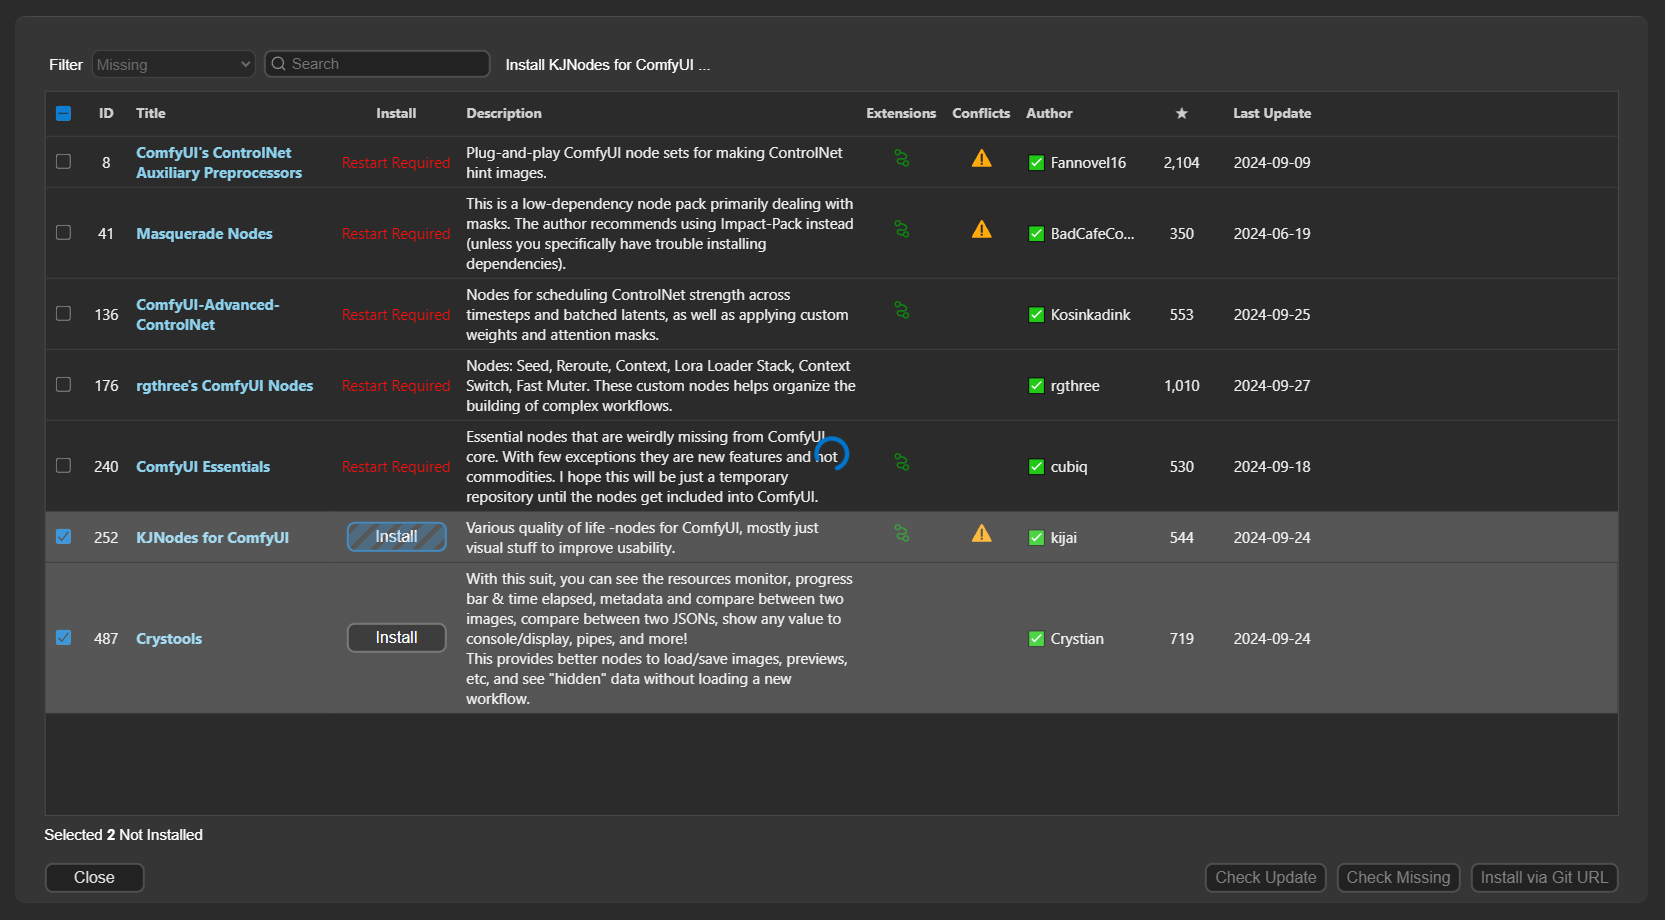 Filter Missing Search Install KJNodes for ComfyUI ...
ID Title Install Description Extensions Conflicts Author ★ Last Update
8 ComfyUI's ControlNet Auxiliary Preprocessors Restart Required Plug-and-play ComfyUI node sets for making ControlNet
hint images. Fannovel16 2,104 2024-09-09
41 Masquerade Nodes Restart Required This is a low-dependency node pack primarily dealing with
masks. The author recommends using Impact-Pack instead
(unless you specifically have trouble installing
dependencies). BadCafeCo... 350 2024-06-19
136 ComfyUI-Advanced-ControlNet Restart Required Nodes for scheduling ControlNet strength across
timesteps and batched latents, as well as applying custom
weights and attention masks. Kosinkadink 553 2024-09-25
176 rgthree's ComfyUI Nodes Restart Required Nodes: Seed, Reroute, Context, Lora Loader Stack, Context
Switch, Fast Muter. These custom nodes helps organize the
building of complex workflows. rgthree 1,010 2024-09-27
240 ComfyUI Essentials Restart Required Essential nodes that are weirdly missing from ComfyUI
core. With few exceptions they are new features and not
commodities. I hope this will be just a temporary
repository until the nodes get included into ComfyUI. cubiq 530 2024-09-18
252 KJNodes for ComfyUI Install Various quality of life -nodes for ComfyUI, mostly just
visual stuff to improve usability. kijai 544 2024-09-24
487 Crystools Install With this suit, you can see the resources monitor, progress
bar & time elapsed, metadata and compare between two
images, compare between two JSONs, show any value to
console/display, pipes, and more!
This provides better nodes to load/save images, previews,
etc, and see "hidden" data without loading a new
workflow. Crystian 719 2024-09-24
Selected 2 Not Installed
Close Check Update Check Missing Install via Git URL